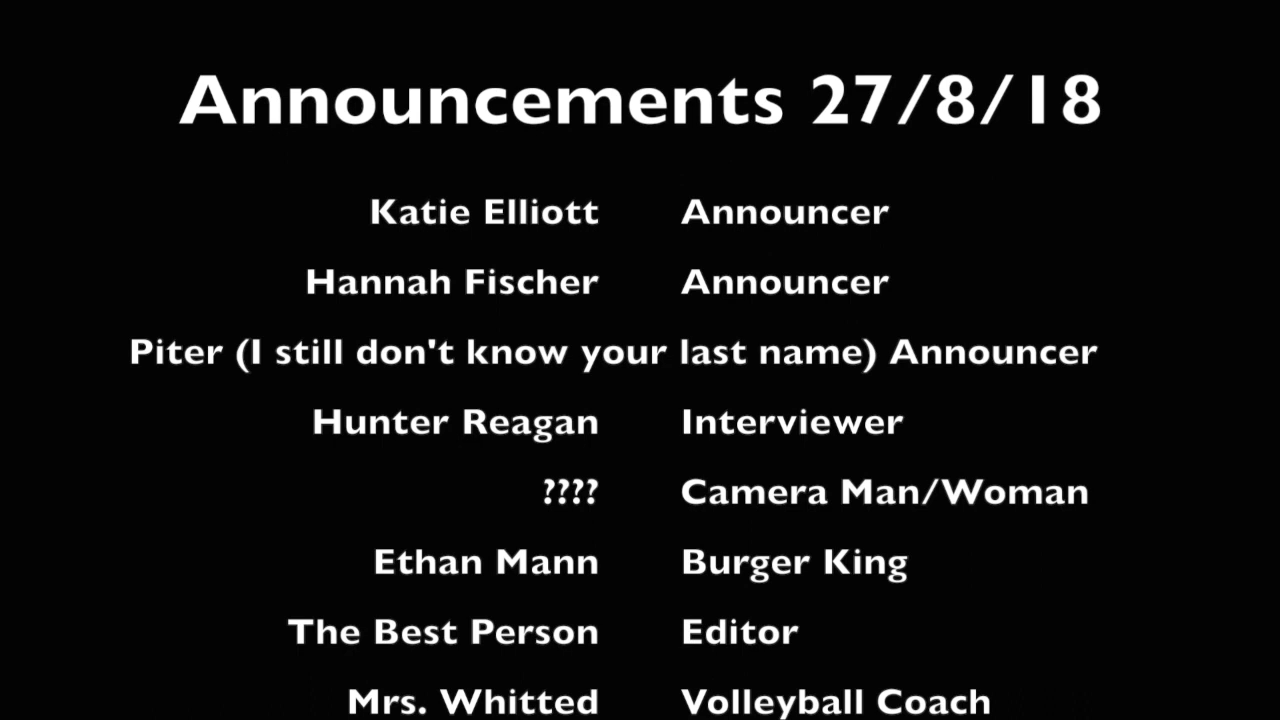 Announcements 27/8/18
Katie Elliott Announcer
Hannah Fischer Announcer
Piter (I still don't know your last name) Announcer
Hunter Reagan Interviewer
???? Camera Man/Woman
Ethan Mann Burger King
The Best Person Editor
Mrs. Whitted Volleyball Coach